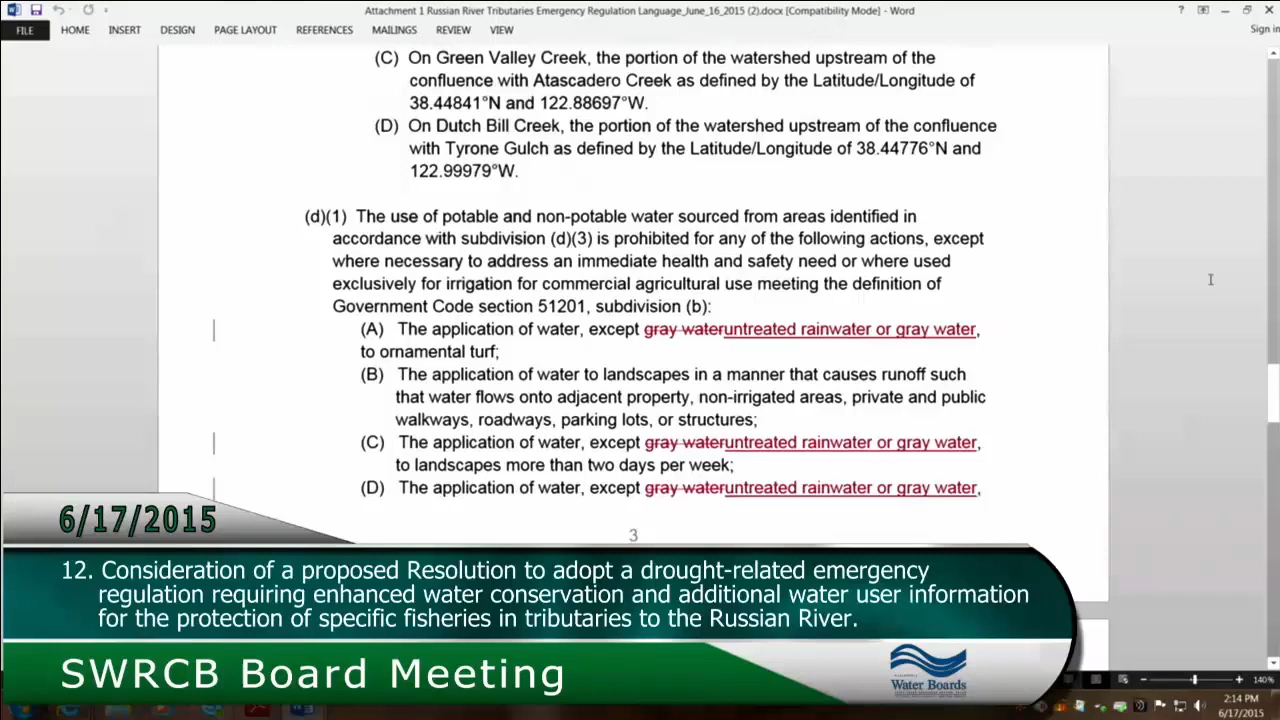 Attachment 1 Russian River Tributaries Emergency Regulation Language_June_16_2015 (2).docx [Compatibility Mode] - Word
FILE HOME INSERT DESIGN PAGE LAYOUT REFERENCES MAILINGS REVIEW VIEW Sign in
(C) On Green Valley Creek, the portion of the watershed upstream of the
confluence with Atascadero Creek as defined by the Latitude/Longitude of
38.44841°N and 122.88697°W.
(D) On Dutch Bill Creek, the portion of the watershed upstream of the confluence
with Tyrone Gulch as defined by the Latitude/Longitude of 38.44776°N and
122.99979°W.
(d)(1) The use of potable and non-potable water sourced from areas identified in
accordance with subdivision (d)(3) is prohibited for any of the following actions, except
where necessary to address an immediate health and safety need or where used
exclusively for irrigation for commercial agricultural use meeting the definition of
Government Code section 51201, subdivision (b):
(A) The application of water, except gray wateruntreated rainwater or gray water,
to ornamental turf;
(B) The application of water to landscapes in a manner that causes runoff such
that water flows onto adjacent property, non-irrigated areas, private and public
walkways, roadways, parking lots, or structures;
(C) The application of water, except gray wateruntreated rainwater or gray water,
to landscapes more than two days per week;
(D) The application of water, except gray wateruntreated rainwater or gray water,
3
6/17/2015
12. Consideration of a proposed Resolution to adopt a drought-related emergency
regulation requiring enhanced water conservation and additional water user information
for the protection of specific fisheries in tributaries to the Russian River.
SWRCB Board Meeting
Water Boards
140%
2:14 PM
6/17/2015